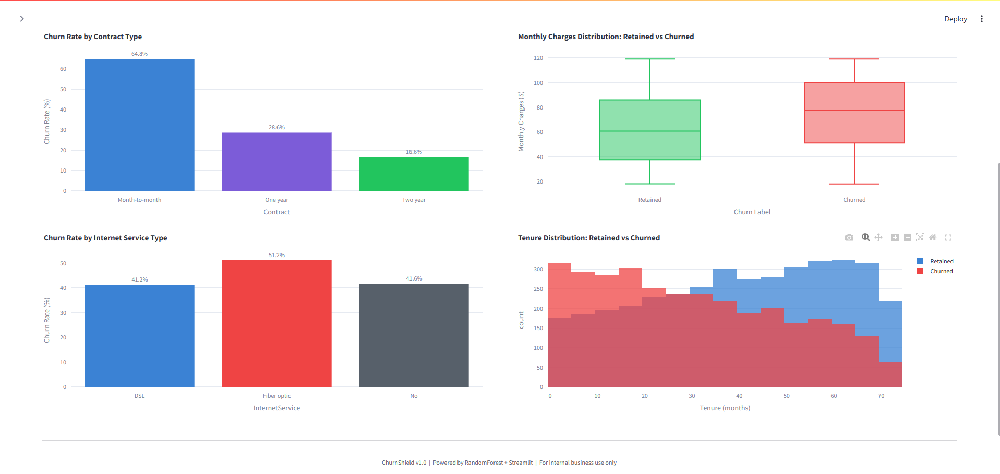 Deploy
Churn Rate by Contract Type
64.8%
60
50
40
30
20
10
0
Churn Rate (%)
28.6%
16.6%
Month-to-month
One year
Two year
Contract
Monthly Charges Distribution: Retained vs Churned
120
100
80
60
40
20
Monthly Charges ($)
Retained
Churned
Churn Label
Churn Rate by Internet Service Type
51.2%
50
40
30
20
10
0
Churn Rate (%)
41.2%
41.6%
DSL
Fiber optic
No
InternetService
Tenure Distribution: Retained vs Churned
Retained
Churned
300
250
200
150
100
50
0
count
0
10
20
30
40
50
60
70
Tenure (months)
ChurnShield v1.0 | Powered by RandomForest + Streamlit | For internal business use only